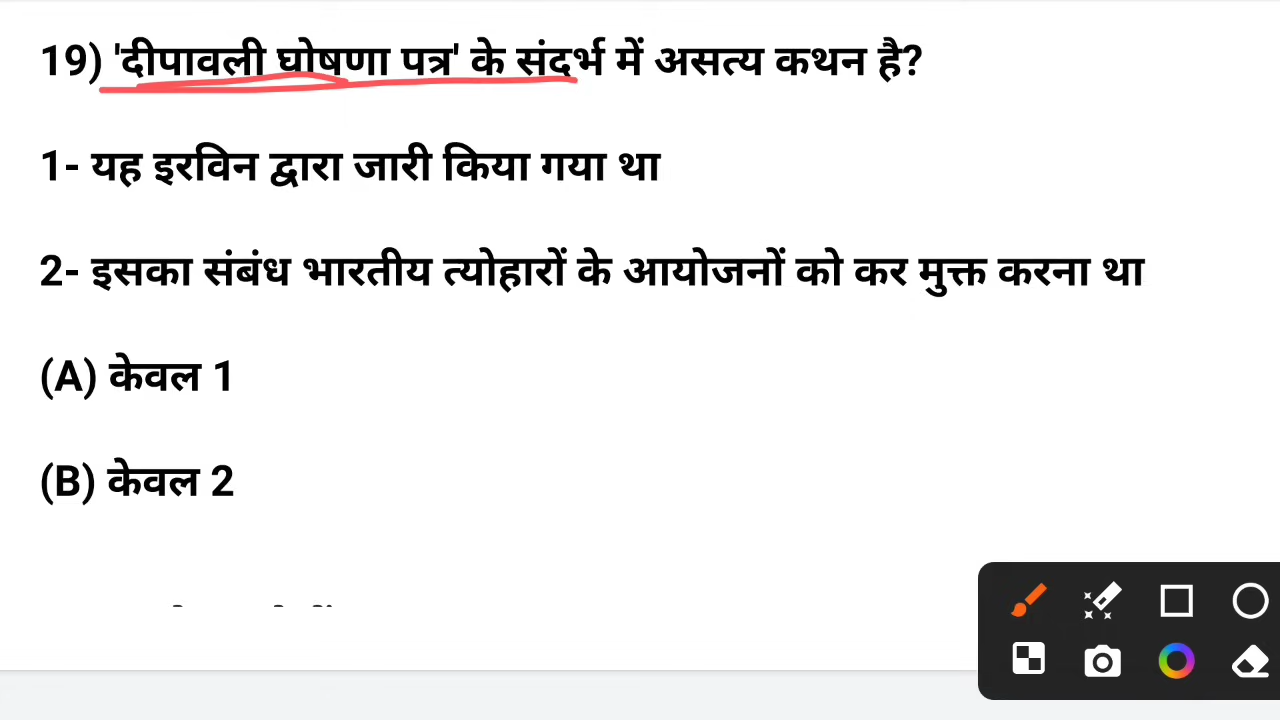 19) 'दीपावली घोषणा पत्र' के संदर्भ में असत्य कथन है?
1- यह इरविन द्वारा जारी किया गया था
2- इसका संबंध भारतीय त्योहारों के आयोजनों को कर मुक्त करना था
(A) केवल 1
(B) केवल 2